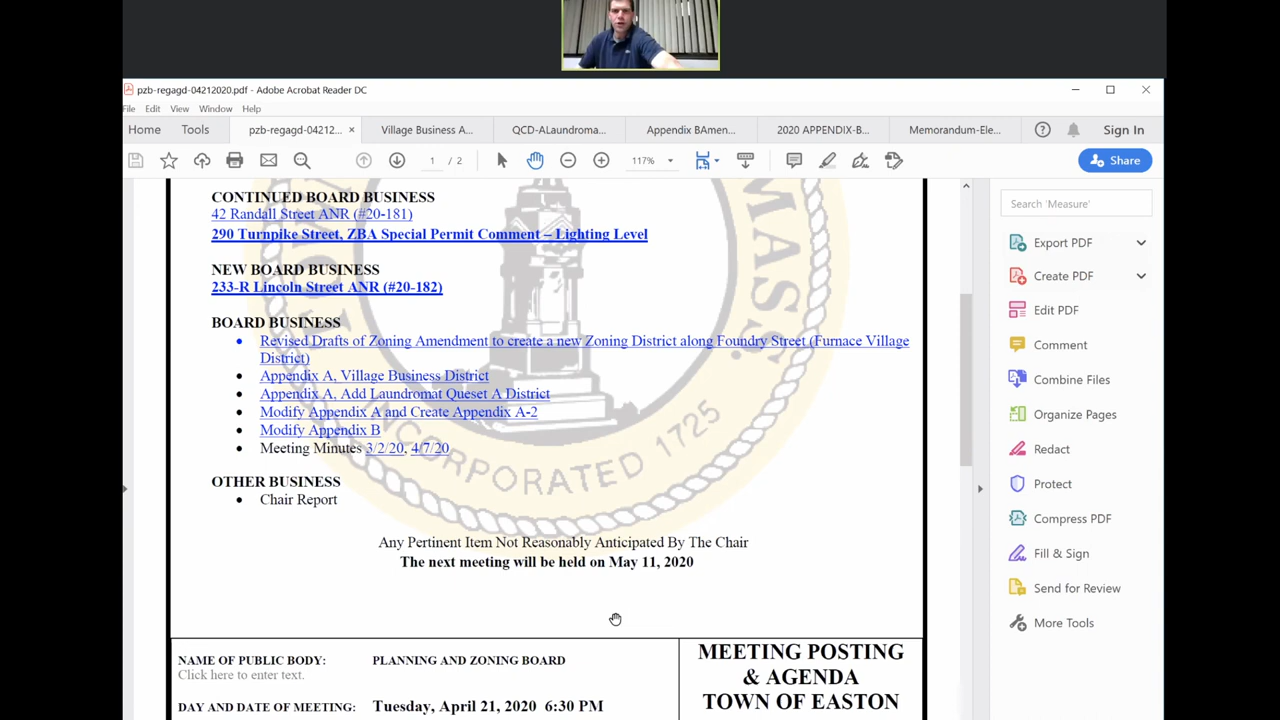 pzb-regagd-04212020.pdf - Adobe Acrobat Reader DC
File Edit View Window Help
Home Tools pzb-regagd-04212... × Village Business A... QCD-ALaundroma... Appendix BAmen... 2020 APPENDIX-B... Memorandum-Ele... Sign In
1 / 2 117% Share
CONTINUED BOARD BUSINESS
42 Randall Street ANR (#20-181)
290 Turnpike Street, ZBA Special Permit Comment – Lighting Level
NEW BOARD BUSINESS
233-R Lincoln Street ANR (#20-182)
BOARD BUSINESS
• Revised Drafts of Zoning Amendment to create a new Zoning District along Foundry Street (Furnace Village
District)
• Appendix A, Village Business District
• Appendix A, Add Laundromat Queset A District
• Modify Appendix A and Create Appendix A-2
• Modify Appendix B
• Meeting Minutes 3/2/20, 4/7/20
OTHER BUSINESS
• Chair Report
Any Pertinent Item Not Reasonably Anticipated By The Chair
The next meeting will be held on May 11, 2020
MASS.
INCORPORATED 1725
NAME OF PUBLIC BODY: PLANNING AND ZONING BOARD
Click here to enter text.
DAY AND DATE OF MEETING: Tuesday, April 21, 2020 6:30 PM
MEETING POSTING
& AGENDA
TOWN OF EASTON
Search 'Measure'
Export PDF
Create PDF
Edit PDF
Comment
Combine Files
Organize Pages
Redact
Protect
Compress PDF
Fill & Sign
Send for Review
More Tools